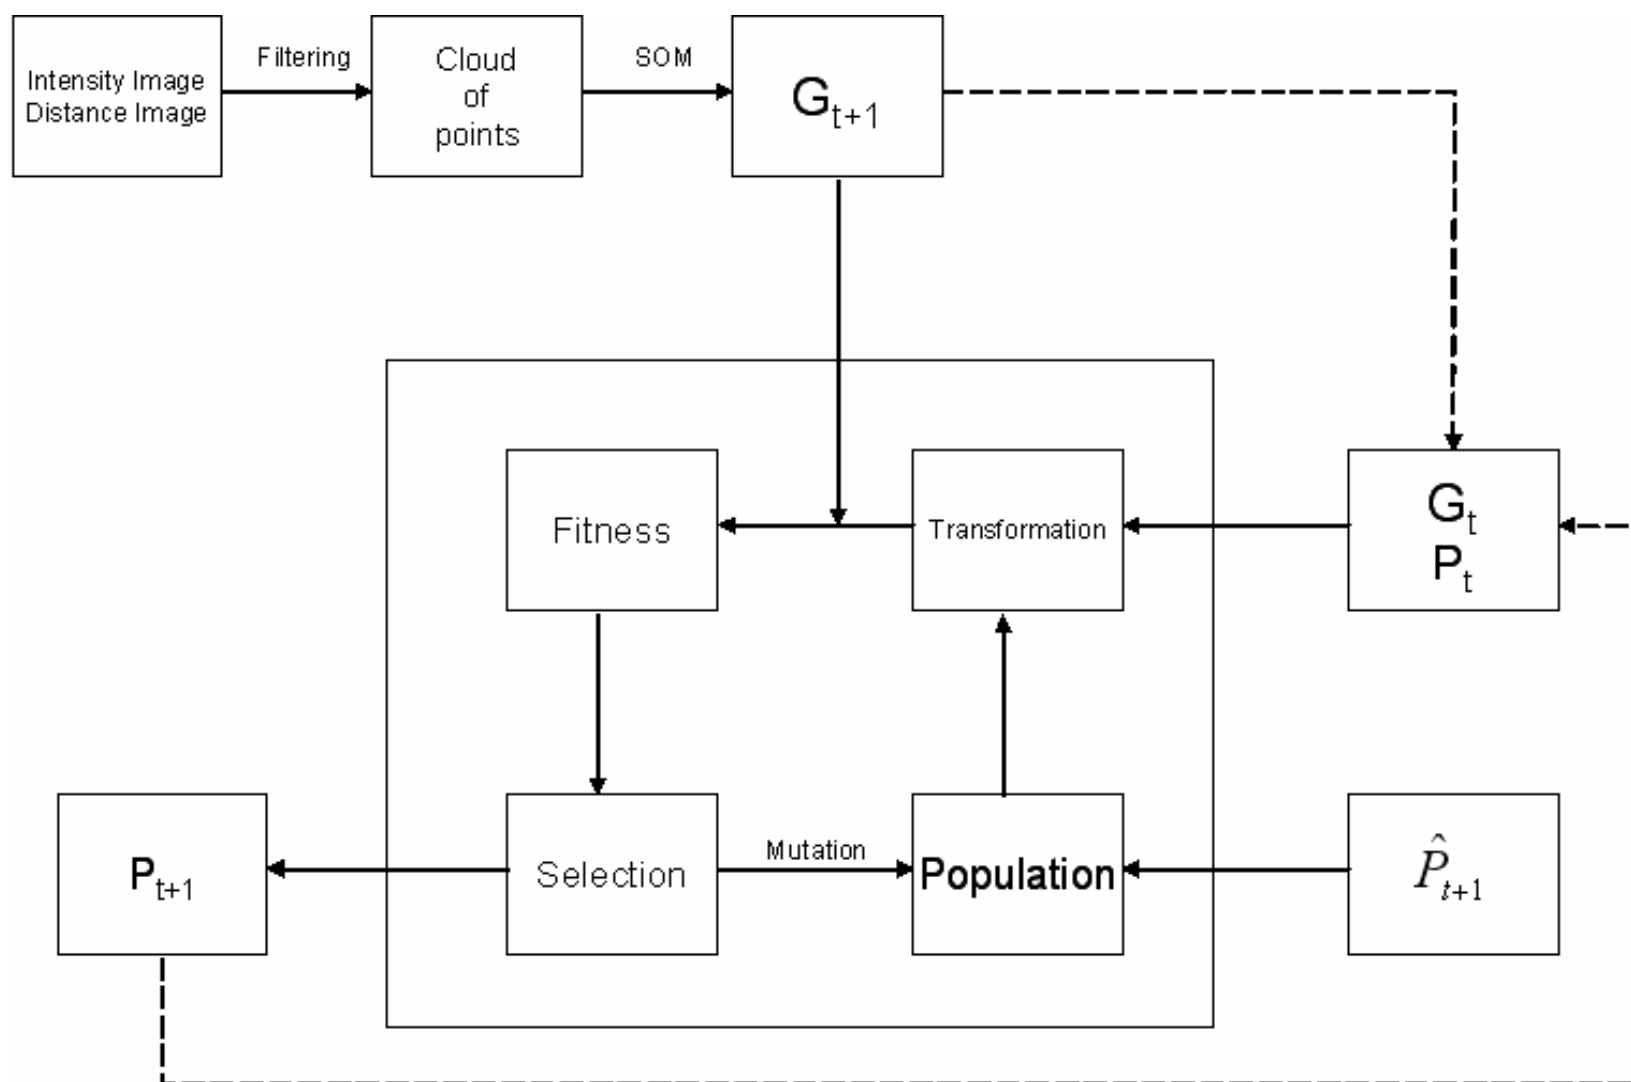 Intensity Image
Distance Image
Filtering
Cloud
of
points
SOM
G_{t+1}
Fitness
Transformation
G_t
P_t
P_{t+1}
Selection
Mutation
Population
\hat{P}_{t+1}